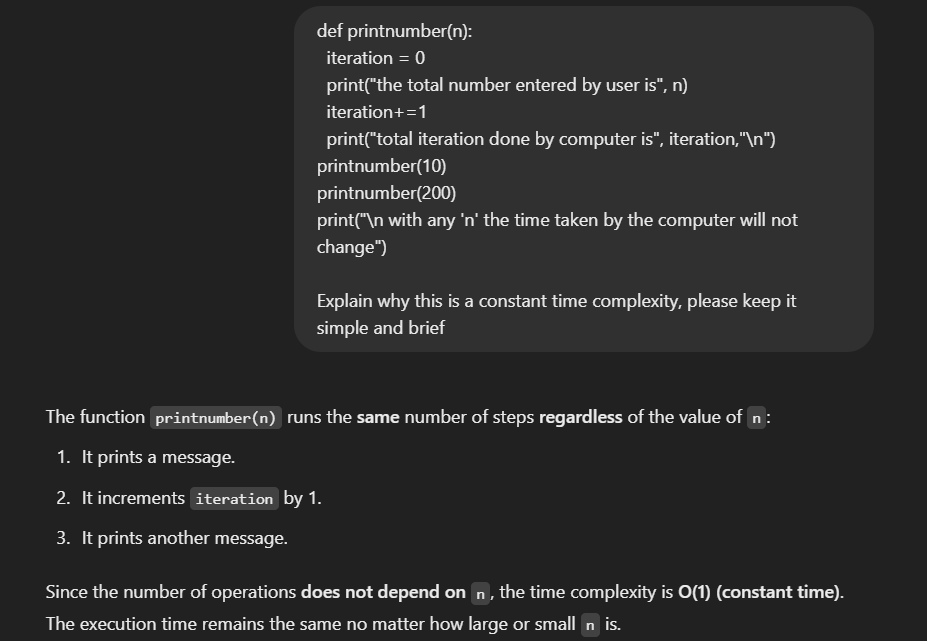 def printnumber(n):
iteration = 0
print("the total number entered by user is", n)
iteration+=1
print("total iteration done by computer is", iteration,"\n")
printnumber(10)
printnumber(200)
print("\n with any 'n' the time taken by the computer will not
change")
Explain why this is a constant time complexity, please keep it
simple and brief
The function printnumber(n) runs the same number of steps regardless of the value of n:
1. It prints a message.
2. It increments iteration by 1.
3. It prints another message.
Since the number of operations does not depend on n, the time complexity is O(1) (constant time).
The execution time remains the same no matter how large or small n is.